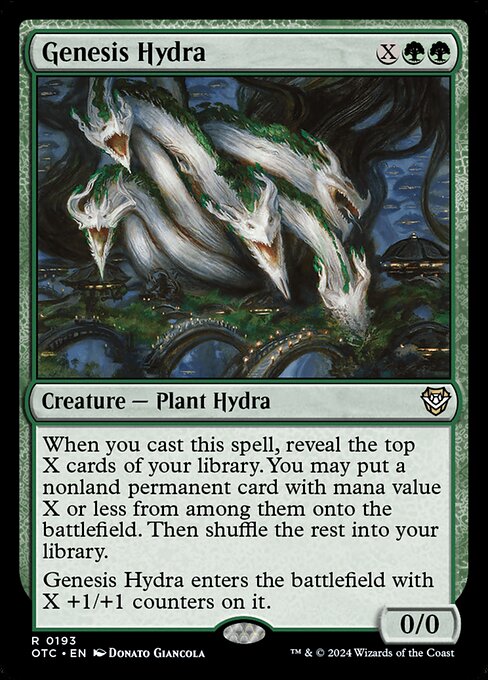 Genesis Hydra X
Creature — Plant Hydra
When you cast this spell, reveal the top
X cards of your library. You may put a
nonland permanent card with mana value
X or less from among them onto the
battlefield. Then shuffle the rest into your
library.
Genesis Hydra enters the battlefield with
X +1/+1 counters on it.
0/0
R 0193
OTC • EN Donato Giancola
™ & © 2024 Wizards of the Coast